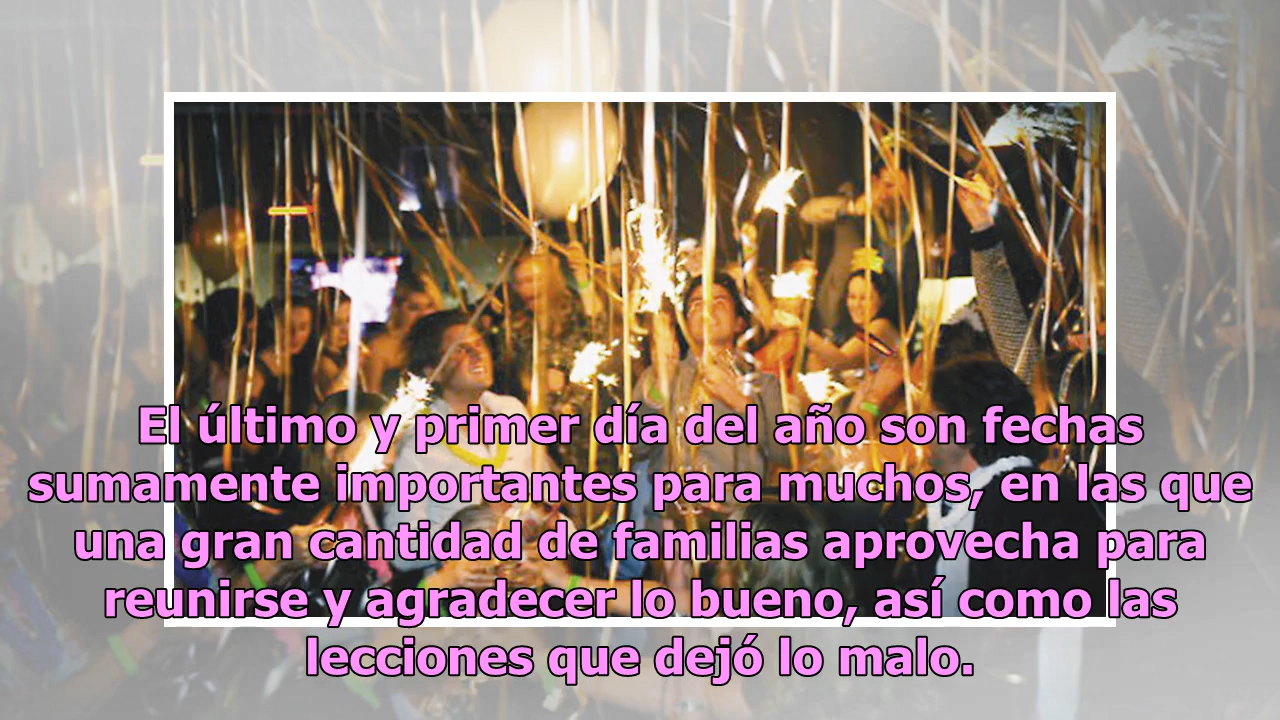 El último y primer día del año son fechas
sumamente importantes para muchos, en las que
una gran cantidad de familias aprovecha para
reunirse y agradecer lo bueno, así como las
lecciones que dejó lo malo.